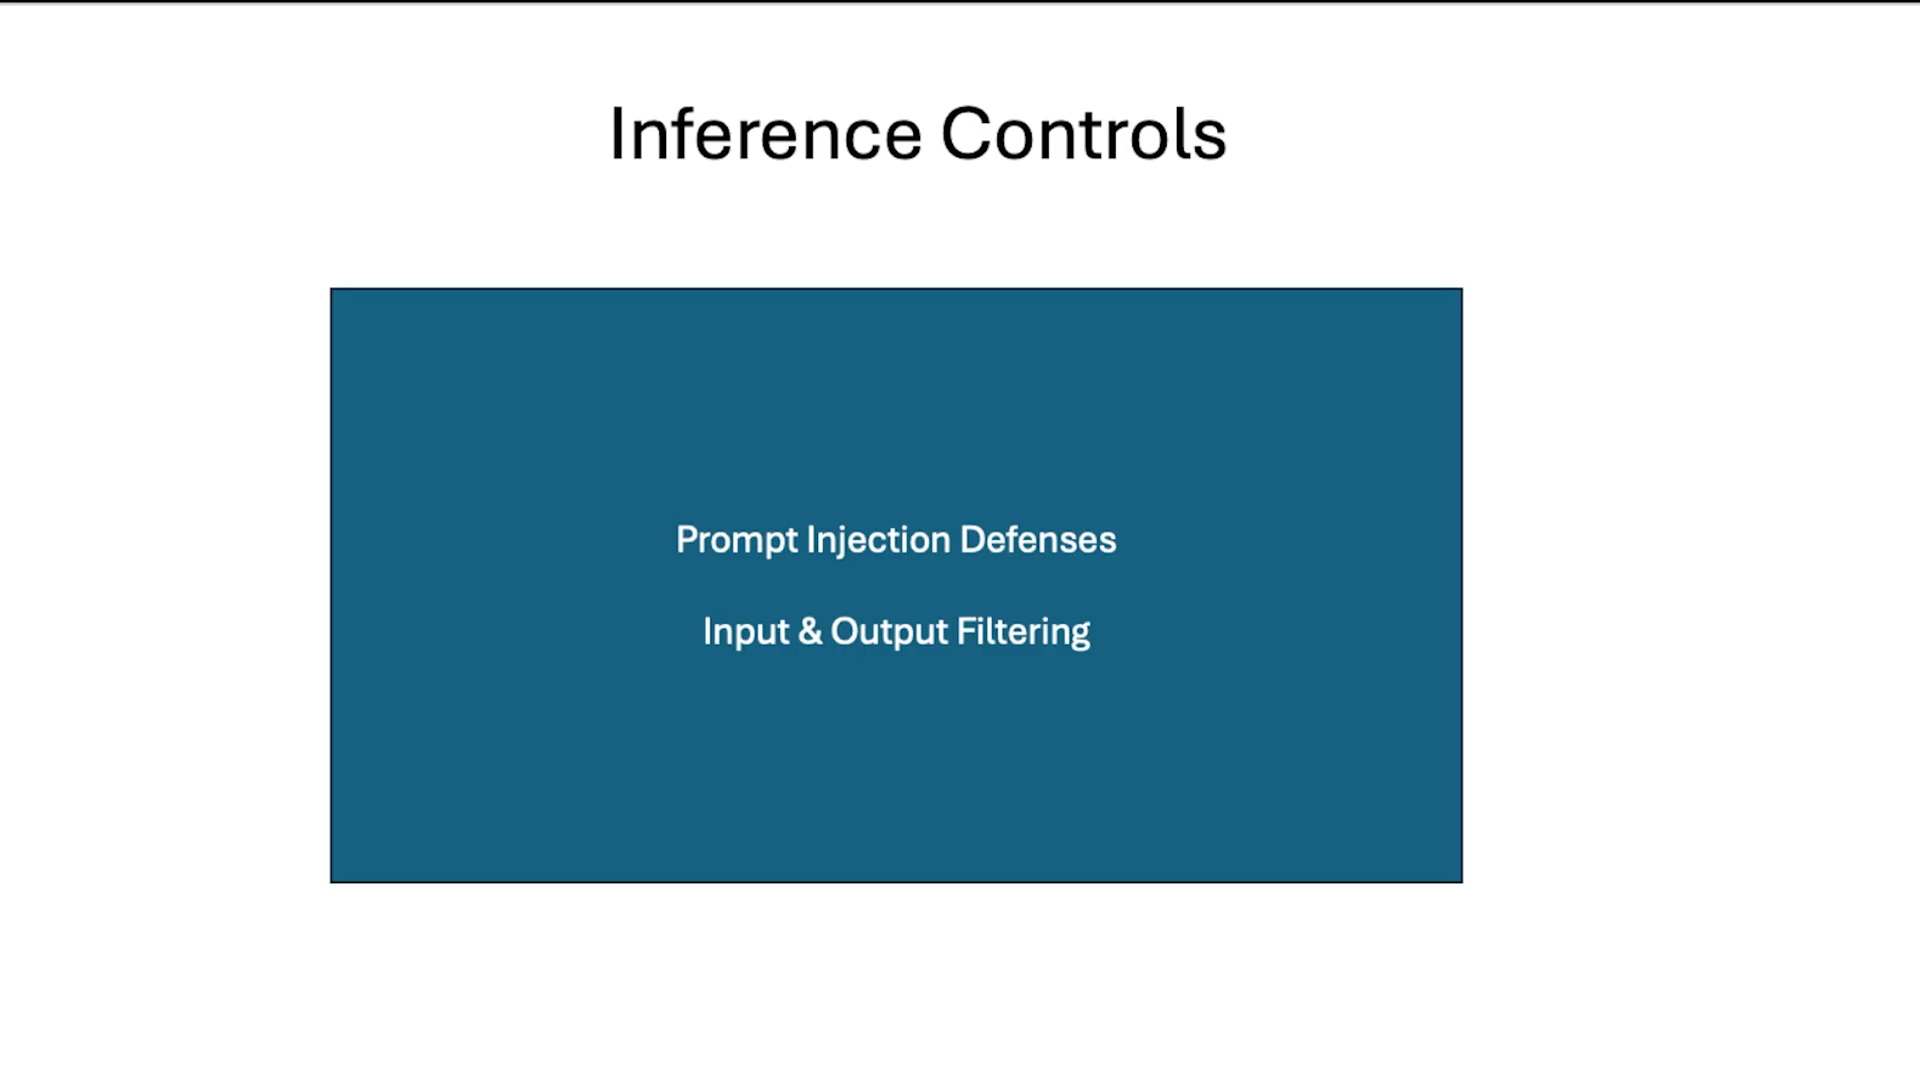 Inference Controls
Prompt Injection Defenses
Input & Output Filtering